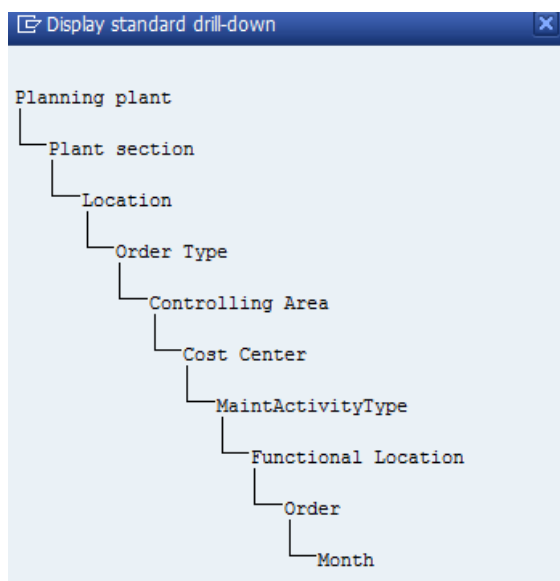 Display standard drill-down
Planning plant
Plant section
Location
Order Type
Controlling Area
Cost Center
MaintActivityType
Functional Location
Order
Month